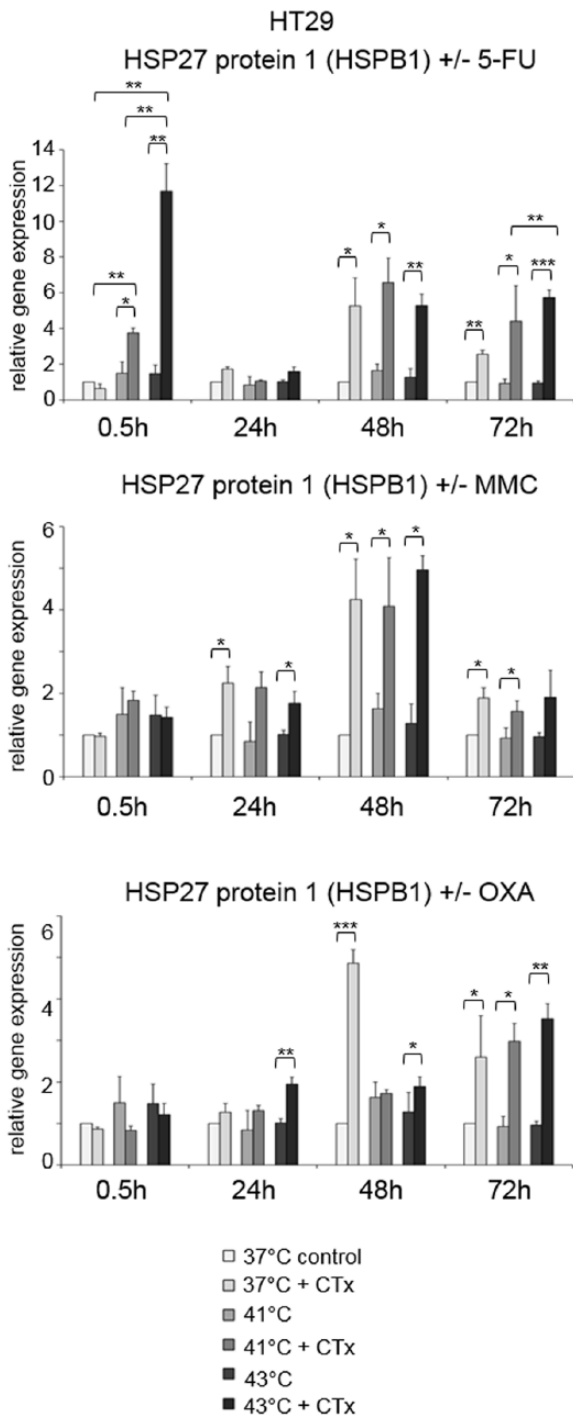 HT29
HSP27 protein 1 (HSPB1) +/- 5-FU
** 
**
**
14
12
10
8
6
4
2
0
relative gene expression
**
*
*
*
**
**
**
*
***
0.5h 24h 48h 72h
HSP27 protein 1 (HSPB1) +/- MMC
6
4
2
0
relative gene expression
*
*
*
*
*
*
*
0.5h 24h 48h 72h
HSP27 protein 1 (HSPB1) +/- OXA
6
4
2
0
relative gene expression
**
***
*
*
*
**
0.5h 24h 48h 72h
37°C control
37°C + CTx
41°C
41°C + CTx
43°C
43°C + CTx